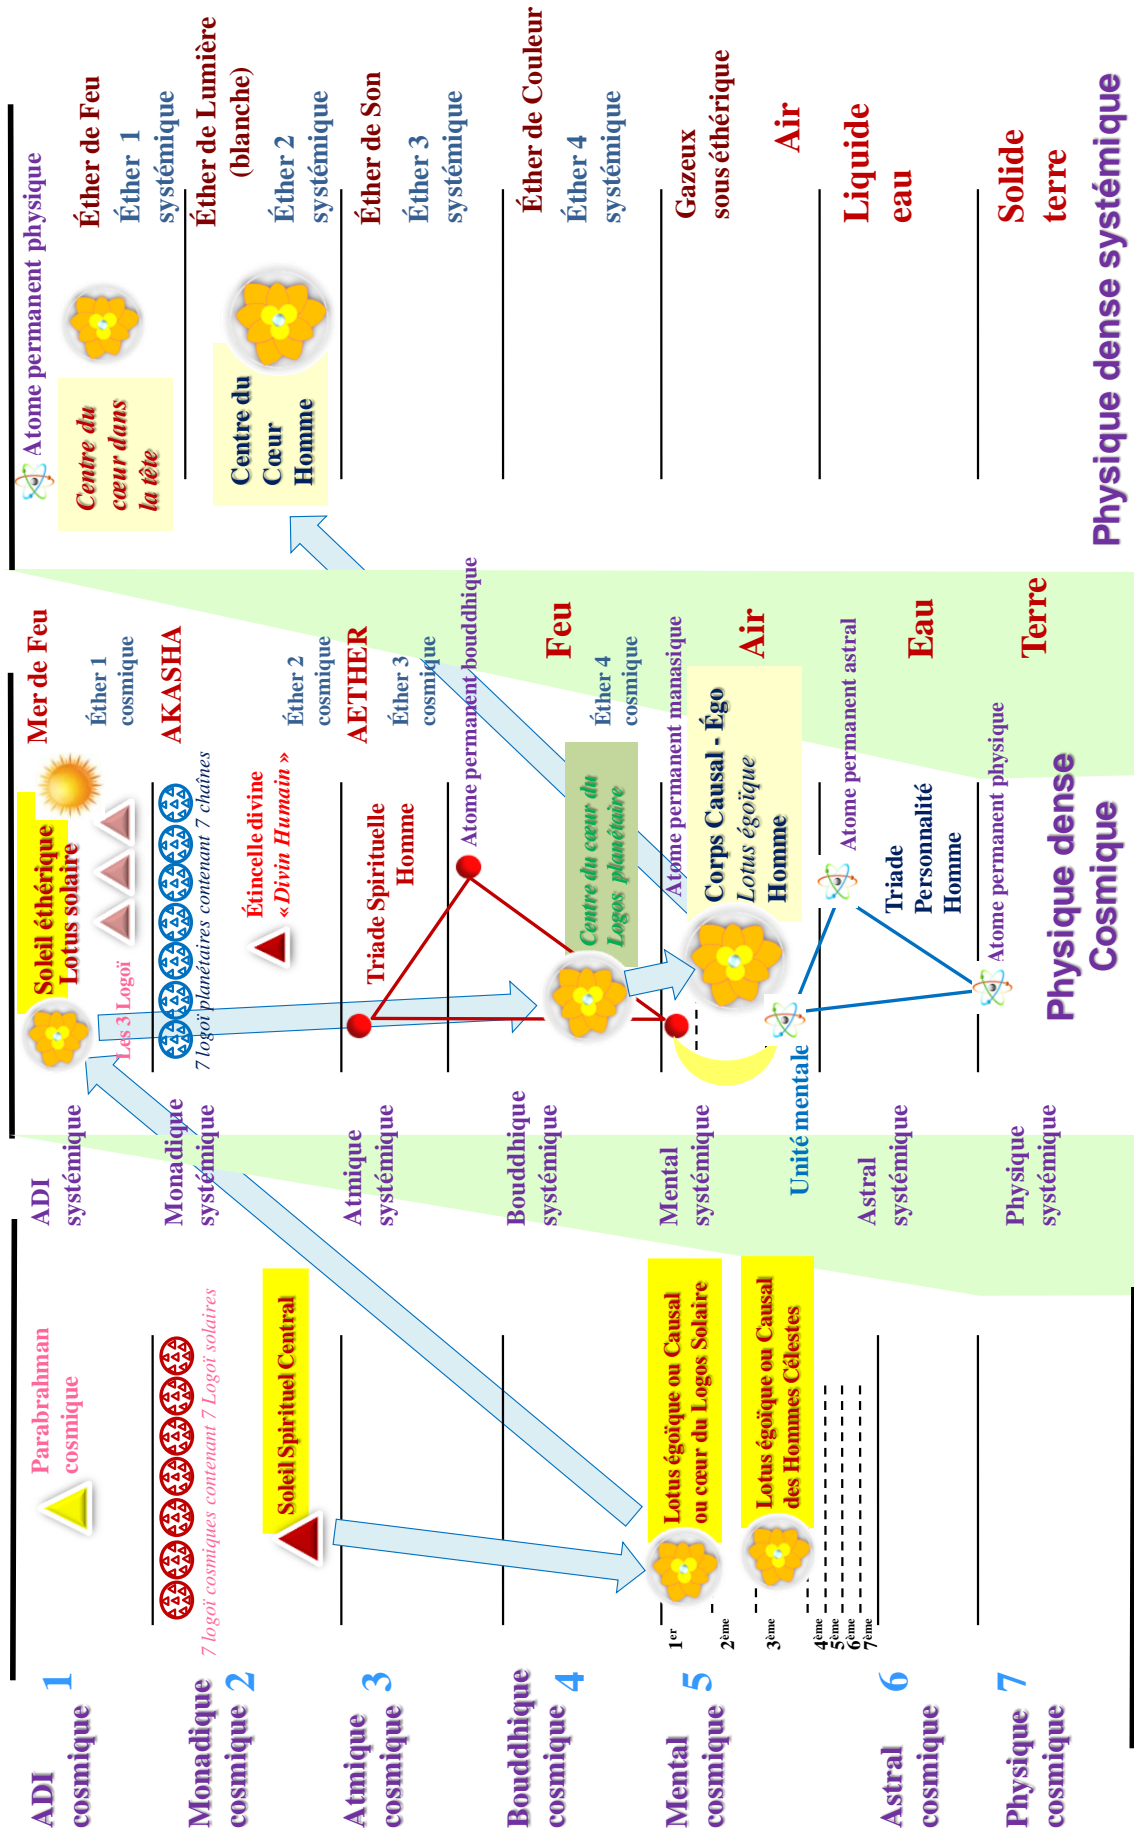 ADI
cosmique
1
Monadique
cosmique
2
Atmique
cosmique
3
Bouddhique
cosmique
4
Mental
cosmique
5
Astral
cosmique
6
Physique
cosmique
7
Parabrahman
cosmique
7 logoï cosmiques contenant 7 Logoï solaires
Soleil Spirituel Central
1er
2ème
3ème
4ème
5ème
6ème
7ème
Lotus égoïque ou Causal
ou cœur du Logos Solaire
Lotus égoïque ou Causal
des Hommes Célestes
ADI
systémique
Monadique
systémique
Atmique
systémique
Bouddhique
systémique
Mental
systémique
Astral
systémique
Physique
systémique
Soleil éthérique
Lotus solaire
Les 3 Logoï
Mer de Feu
Éther 1
cosmique
7 logoï planétaires contenant 7 chaînes
AKASHA
Étincelle divine
« Divin Humain »
Éther 2
cosmique
Triade Spirituelle
Homme
AETHER
Éther 3
cosmique
Atome permanent bouddhique
Centre du cœur du
Logos planétaire
Feu
Éther 4
cosmique
Atome permanent manasique
Corps Causal - Égo
Lotus égoïque
Homme
Air
Unité mentale
Atome permanent astral
Triade
Personnalité
Homme
Eau
Atome permanent physique
Terre
Physique dense
Cosmique
Atome permanent physique
Centre du
cœur dans
la tête
Éther de Feu
Éther 1
systémique
Centre du
Cœur
Homme
Éther de Lumière
(blanche)
Éther 2
systémique
Éther de Son
Éther 3
systémique
Éther de Couleur
Éther 4
systémique
Gazeux
sous éthérique
Air
Liquide
eau
Solide
terre
Physique dense systémique